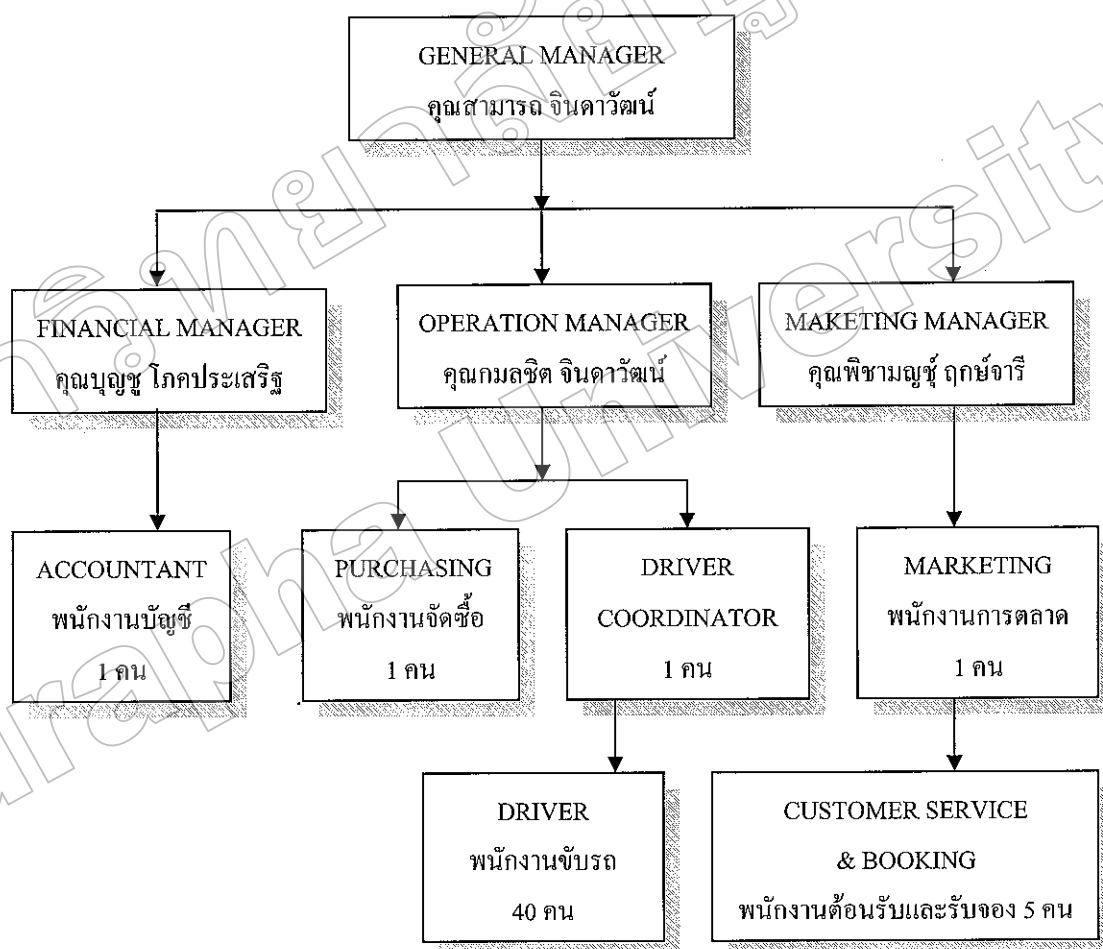 GENERAL MANAGER
คุณสามารถ จินดาวัฒน์
FINANCIAL MANAGER
คุณบุญชู โภคประเสริฐ
OPERATION MANAGER
คุณกมลชิต จินดาวัฒน์
MAKETING MANAGER
คุณพิชามญชุ์ ฤกษ์จารี
ACCOUNTANT
พนักงานบัญชี
1 คน
PURCHASING
พนักงานจัดซื้อ
1 คน
DRIVER
COORDINATOR
1 คน
MARKETING
พนักงานการตลาด
1 คน
DRIVER
พนักงานขับรถ
40 คน
CUSTOMER SERVICE
& BOOKING
พนักงานต้อนรับและรับจอง 5 คน
University